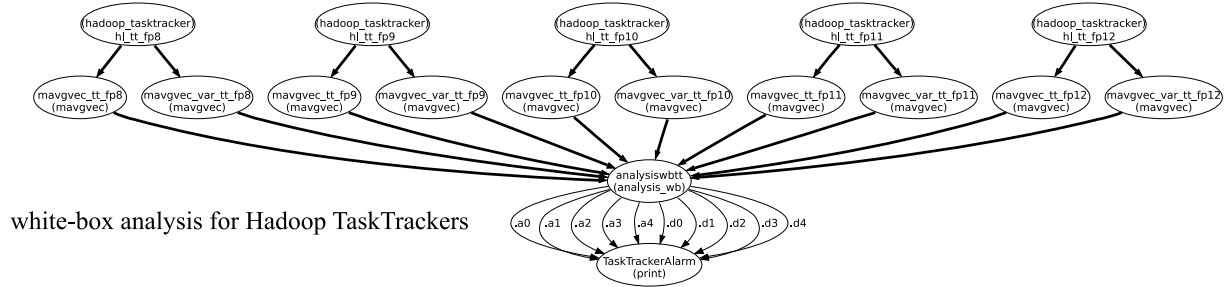 (hadoop_tasktracker)
hl_tt_fp8
(hadoop_tasktracker)
hl_tt_fp9
(hadoop_tasktracker)
hl_tt_fp10
(hadoop_tasktracker)
hl_tt_fp11
(hadoop_tasktracker)
hl_tt_fp12
mavgvec_tt_fp8
(mavgvec)
mavgvec_var_tt_fp8
(mavgvec)
mavgvec_tt_fp9
(mavgvec)
mavgvec_var_tt_fp9
(mavgvec)
mavgvec_tt_fp10
(mavgvec)
mavgvec_var_tt_fp10
(mavgvec)
mavgvec_tt_fp11
(mavgvec)
mavgvec_var_tt_fp11
(mavgvec)
mavgvec_tt_fp12
(mavgvec)
mavgvec_var_tt_fp12
(mavgvec)
analysiswbtt
(analysis_wb)
white-box analysis for Hadoop TaskTrackers
.a0 .a1 .a2 .a3 .a4 .d0 .d1 .d2 .d3 .d4
TaskTrackerAlarm
(print)